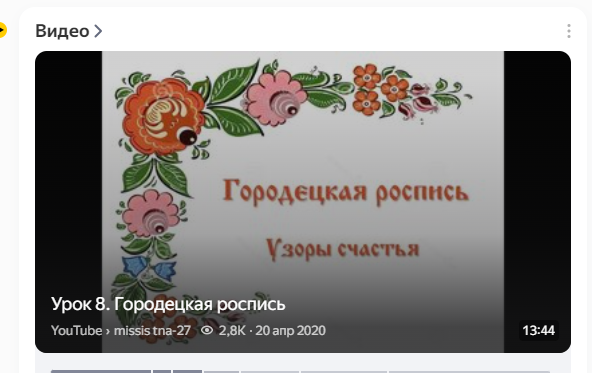 Видео
Городецкая роспись
Узоры счастья
Урок 8. Городецкая роспись
YouTube › missis tna-27 2,8K · 20 апр 2020
13:44